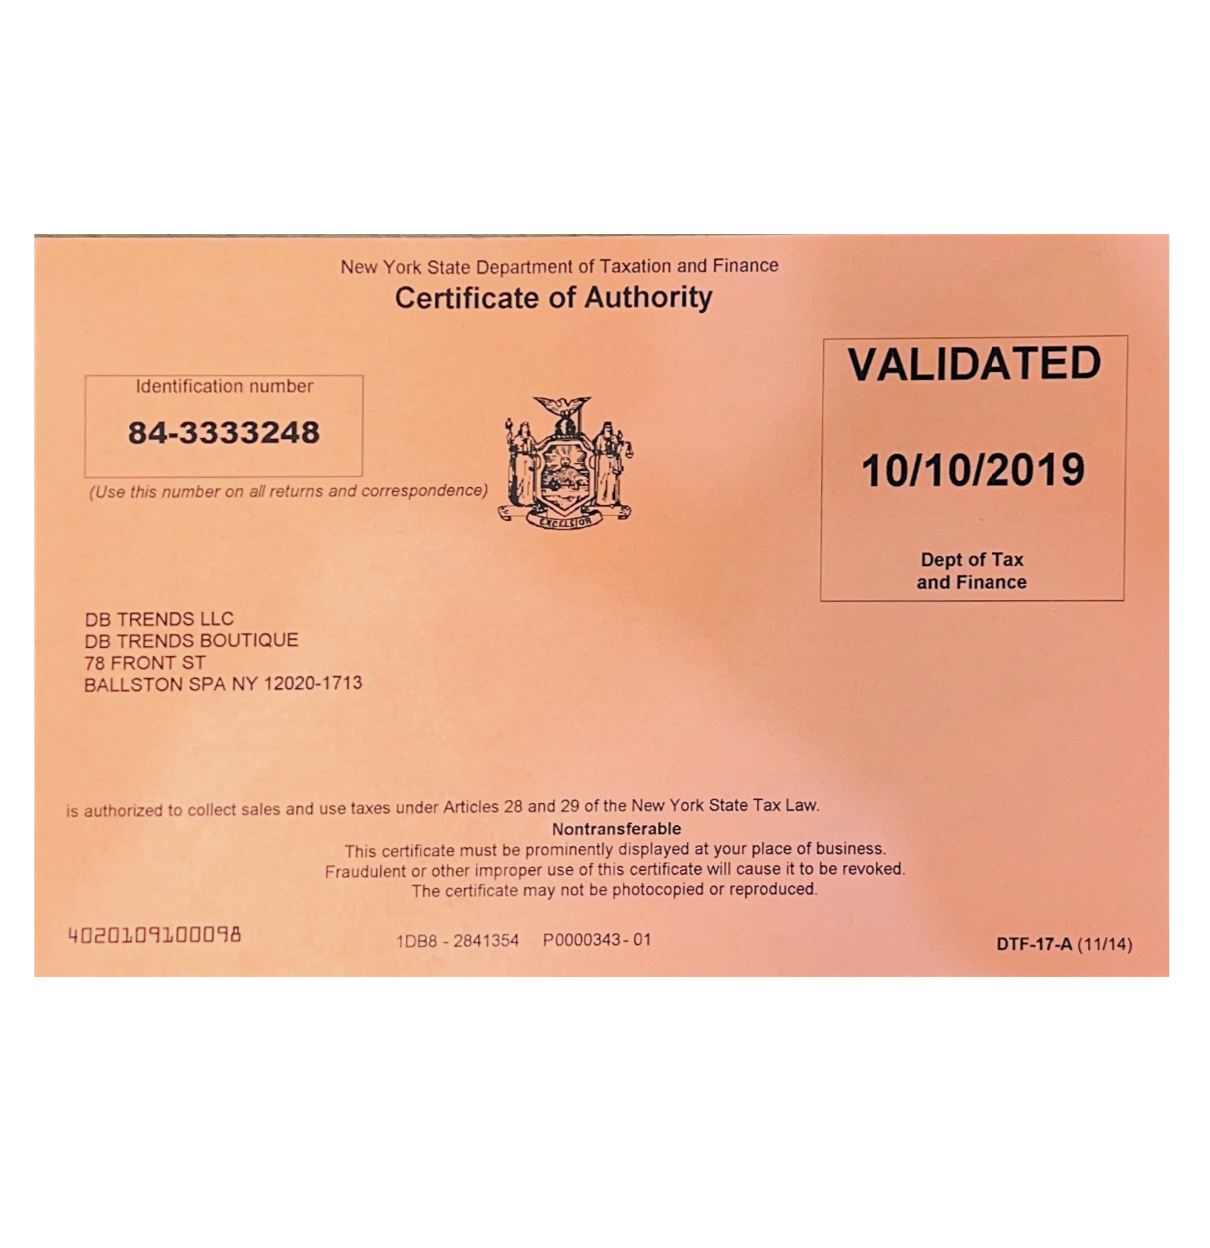 New York State Department of Taxation and Finance
Certificate of Authority
Identification number
84-3333248
(Use this number on all returns and correspondence)
EXCELSIOR
VALIDATED
10/10/2019
Dept of Tax
and Finance
DB TRENDS LLC
DB TRENDS BOUTIQUE
78 FRONT ST
BALLSTON SPA NY 12020-1713
is authorized to collect sales and use taxes under Articles 28 and 29 of the New York State Tax Law.
Nontransferable
This certificate must be prominently displayed at your place of business.
Fraudulent or other improper use of this certificate will cause it to be revoked.
The certificate may not be photocopied or reproduced.
4020109100098
1DB8 - 2841354 P0000343-01
DTF-17-A (11/14)